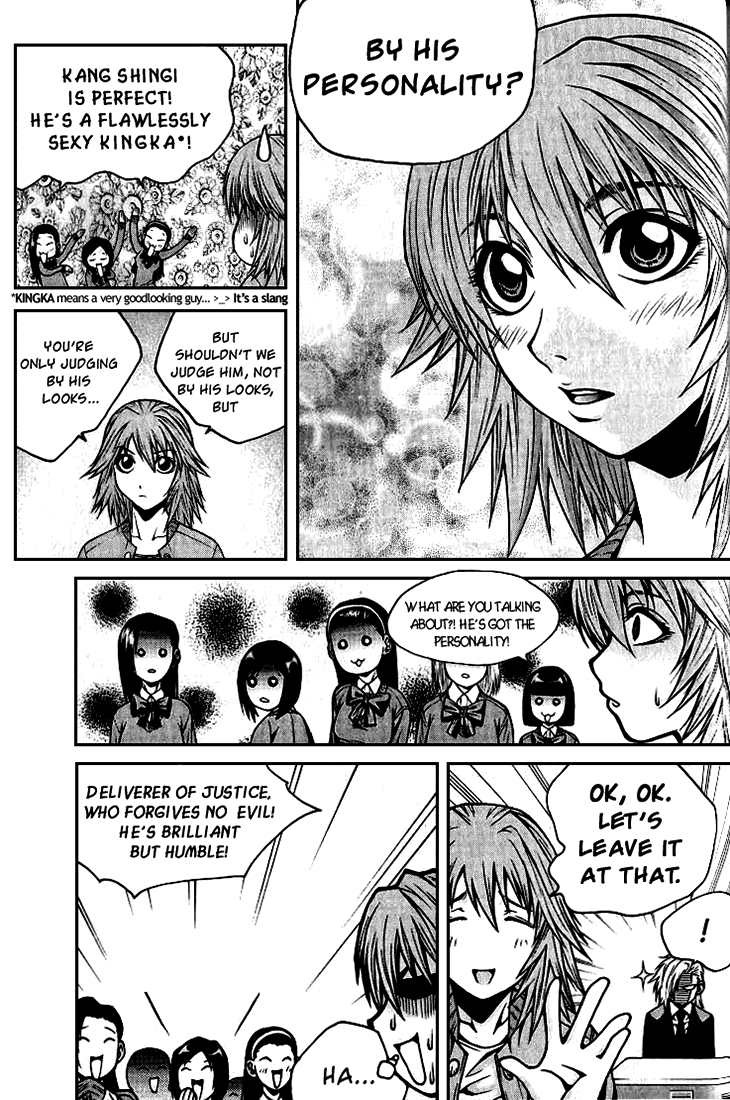 KANG SHINGI
IS PERFECT!
HE'S A FLAWLESSLY
SEXY KINGKA*!
*KINGKA means a very goodlooking guy... >_> It's a slang
YOU'RE
ONLY JUDGING
BY HIS
LOOKS...
BUT
SHOULDN'T WE
JUDGE HIM, NOT
BY HIS LOOKS,
BUT
BY HIS
PERSONALITY?
WHAT ARE YOU TALKING
ABOUT?! HE'S GOT THE
PERSONALITY!
DELIVERER OF JUSTICE,
WHO FORGIVES NO EVIL!
HE'S BRILLIANT
BUT HUMBLE!
HA...
OK, OK.
LET'S
LEAVE IT
AT THAT.
!